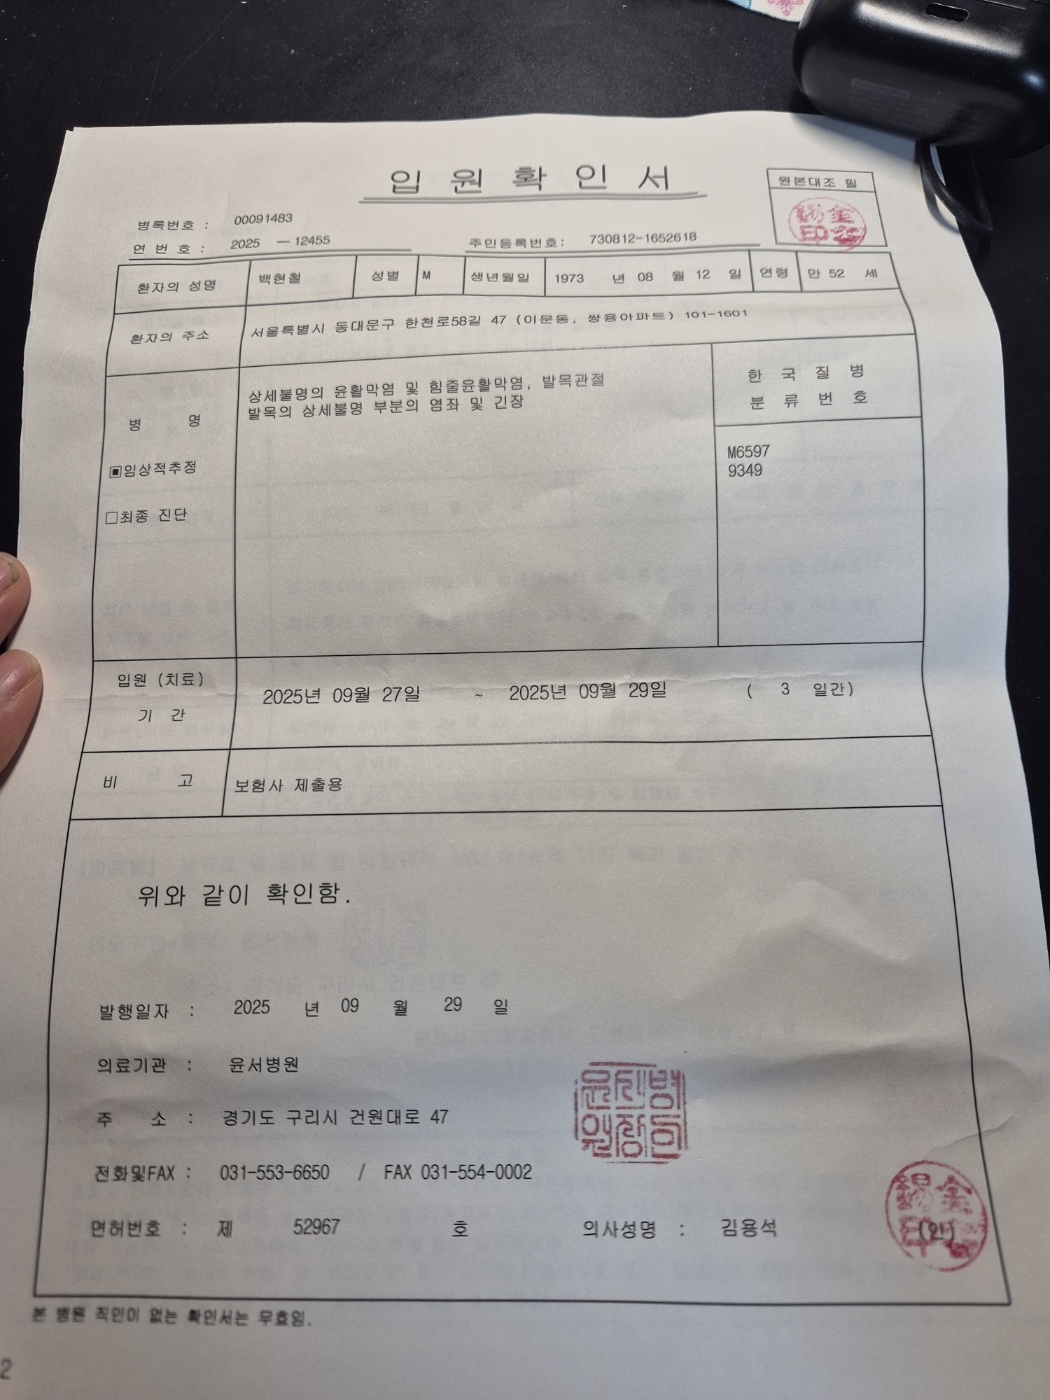 입원확인서
원본대조 필
병록번호 : 00091483
연 번 호 : 2025 - 12455 주민등록번호: 730812-1652618
환자의 성명 백현철 성별 M 생년월일 1973 년 08 월 12 일 연령 만 52 세
환자의 주소 서울특별시 동대문구 한천로58길 47 (이문동, 쌍용아파트) 101-1601
병 명
▣임상적추정
□최종 진단
상세불명의 윤활막염 및 힘줄윤활막염, 발목관절
발목의 상세불명 부분의 염좌 및 긴장
한 국 질 병
분 류 번 호
M6597
9349
입원 (치료)
기 간
2025년 09월 27일 ~ 2025년 09월 29일 ( 3 일간)
비 고 보험사 제출용
위와 같이 확인함.
발행일자 : 2025 년 09 월 29 일
의료기관 : 윤서병원
주 소 : 경기도 구리시 건원대로 47
전화및FAX : 031-553-6650 / FAX 031-554-0002
면허번호 : 제 52967 호 의사성명 : 김용석 (인)
본 병원 직인이 없는 확인서는 무효임.
2